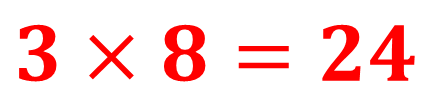 3 × 8 = 24